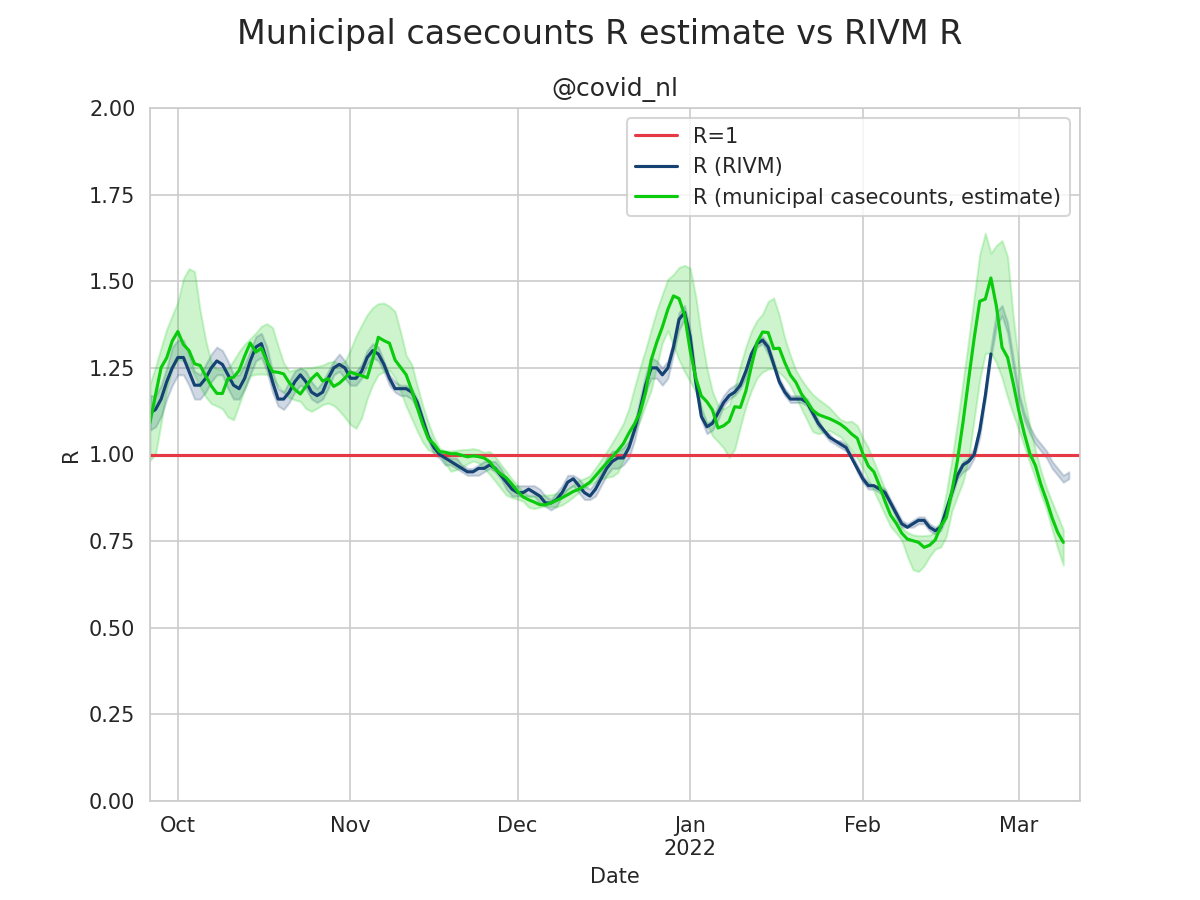 Municipal casecounts R estimate vs RIVM R
@covid_nl
2.00
1.75
1.50
1.25
1.00
0.75
0.50
0.25
0.00
R
R=1
R (RIVM)
R (municipal casecounts, estimate)
Oct Nov Dec Jan Feb Mar
2022
Date